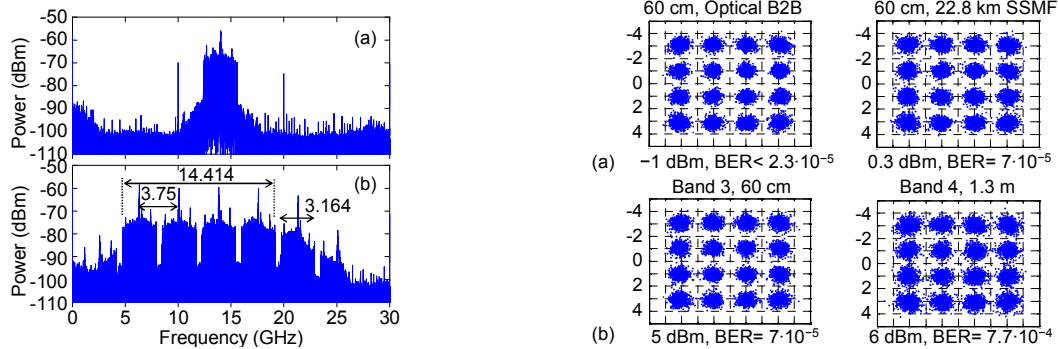 Power (dBm)
-50
-60
-70
-80
-90
-100
-110
(a)
Power (dBm)
-50
-60
-70
-80
-90
-100
-110
(b)
14.414
3.75
3.164
0 5 10 15 20 25 30
Frequency (GHz)
60 cm, Optical B2B
-4
-2
0
2
4
(a)
−1 dBm, BER< 2.3·10⁻⁵
60 cm, 22.8 km SSMF
-4
-2
0
2
4
0.3 dBm, BER= 7·10⁻⁵
Band 3, 60 cm
-4
-2
0
2
4
(b)
5 dBm, BER= 7·10⁻⁵
Band 4, 1.3 m
-4
-2
0
2
4
6 dBm, BER= 7.7·10⁻⁴